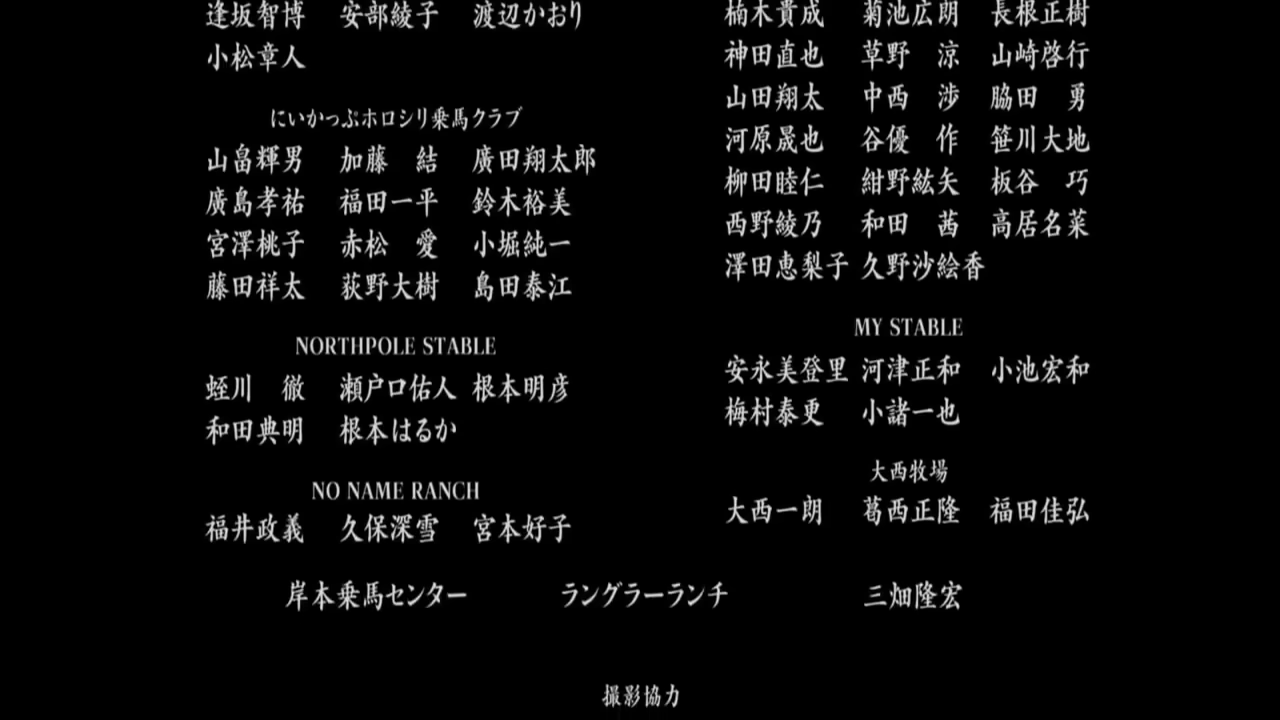 逢坂智博 安部綾子 渡辺かおり
小松章人
にいかっぷホロシリ乗馬クラブ
山畠輝男 加藤 結 廣田翔太郎
廣島孝祐 福田一平 鈴木裕美
宮澤桃子 赤松 愛 小堀純一
藤田祥太 荻野大樹 島田泰江
NORTHPOLE STABLE
蛭川 徹 瀬戸口佑人 根本明彦
和田典明 根本はるか
NO NAME RANCH
福井政義 久保深雪 宮本好子
楠木貴成 菊池広朗 長根正樹
神田直也 草野 涼 山崎啓行
山田翔太 中西 渉 脇田 勇
河原晟也 谷優 作 笹川大地
柳田睦仁 紺野紘矢 板谷 巧
西野綾乃 和田 茜 高居名菜
澤田恵梨子 久野沙絵香
MY STABLE
安永美登里 河津正和 小池宏和
梅村泰更 小諸一也
大西牧場
大西一朗 葛西正隆 福田佳弘
岸本乗馬センター ラングラーランチ 三畑隆宏
撮影協力